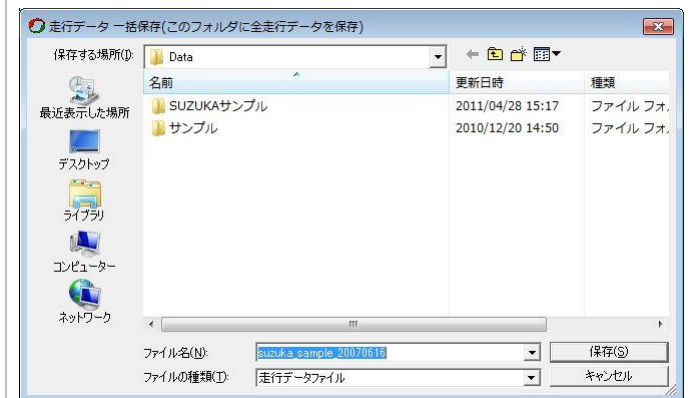 走行データ 一括保存(このフォルダに全走行データを保存)
保存する場所(I): Data
名前 更新日時 種類
SUZUKAサンプル 2011/04/28 15:17 ファイル フォ.
サンプル 2010/12/20 14:50 ファイル フォ.
最近表示した場所
デスクトップ
ライブラリ
コンピューター
ネットワーク
ファイル名(N): suzuka_sample_20070616 保存(S)
ファイルの種類(T): 走行データファイル キャンセル